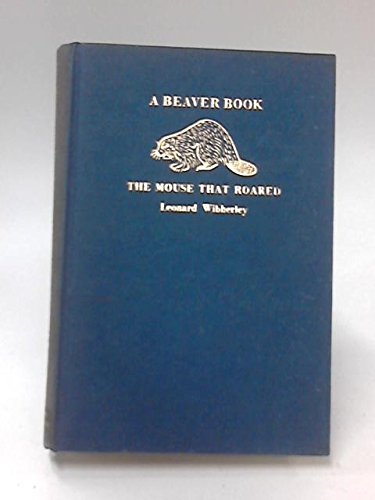 A BEAVER BOOK
THE MOUSE THAT ROARED
Leonard Wibberley